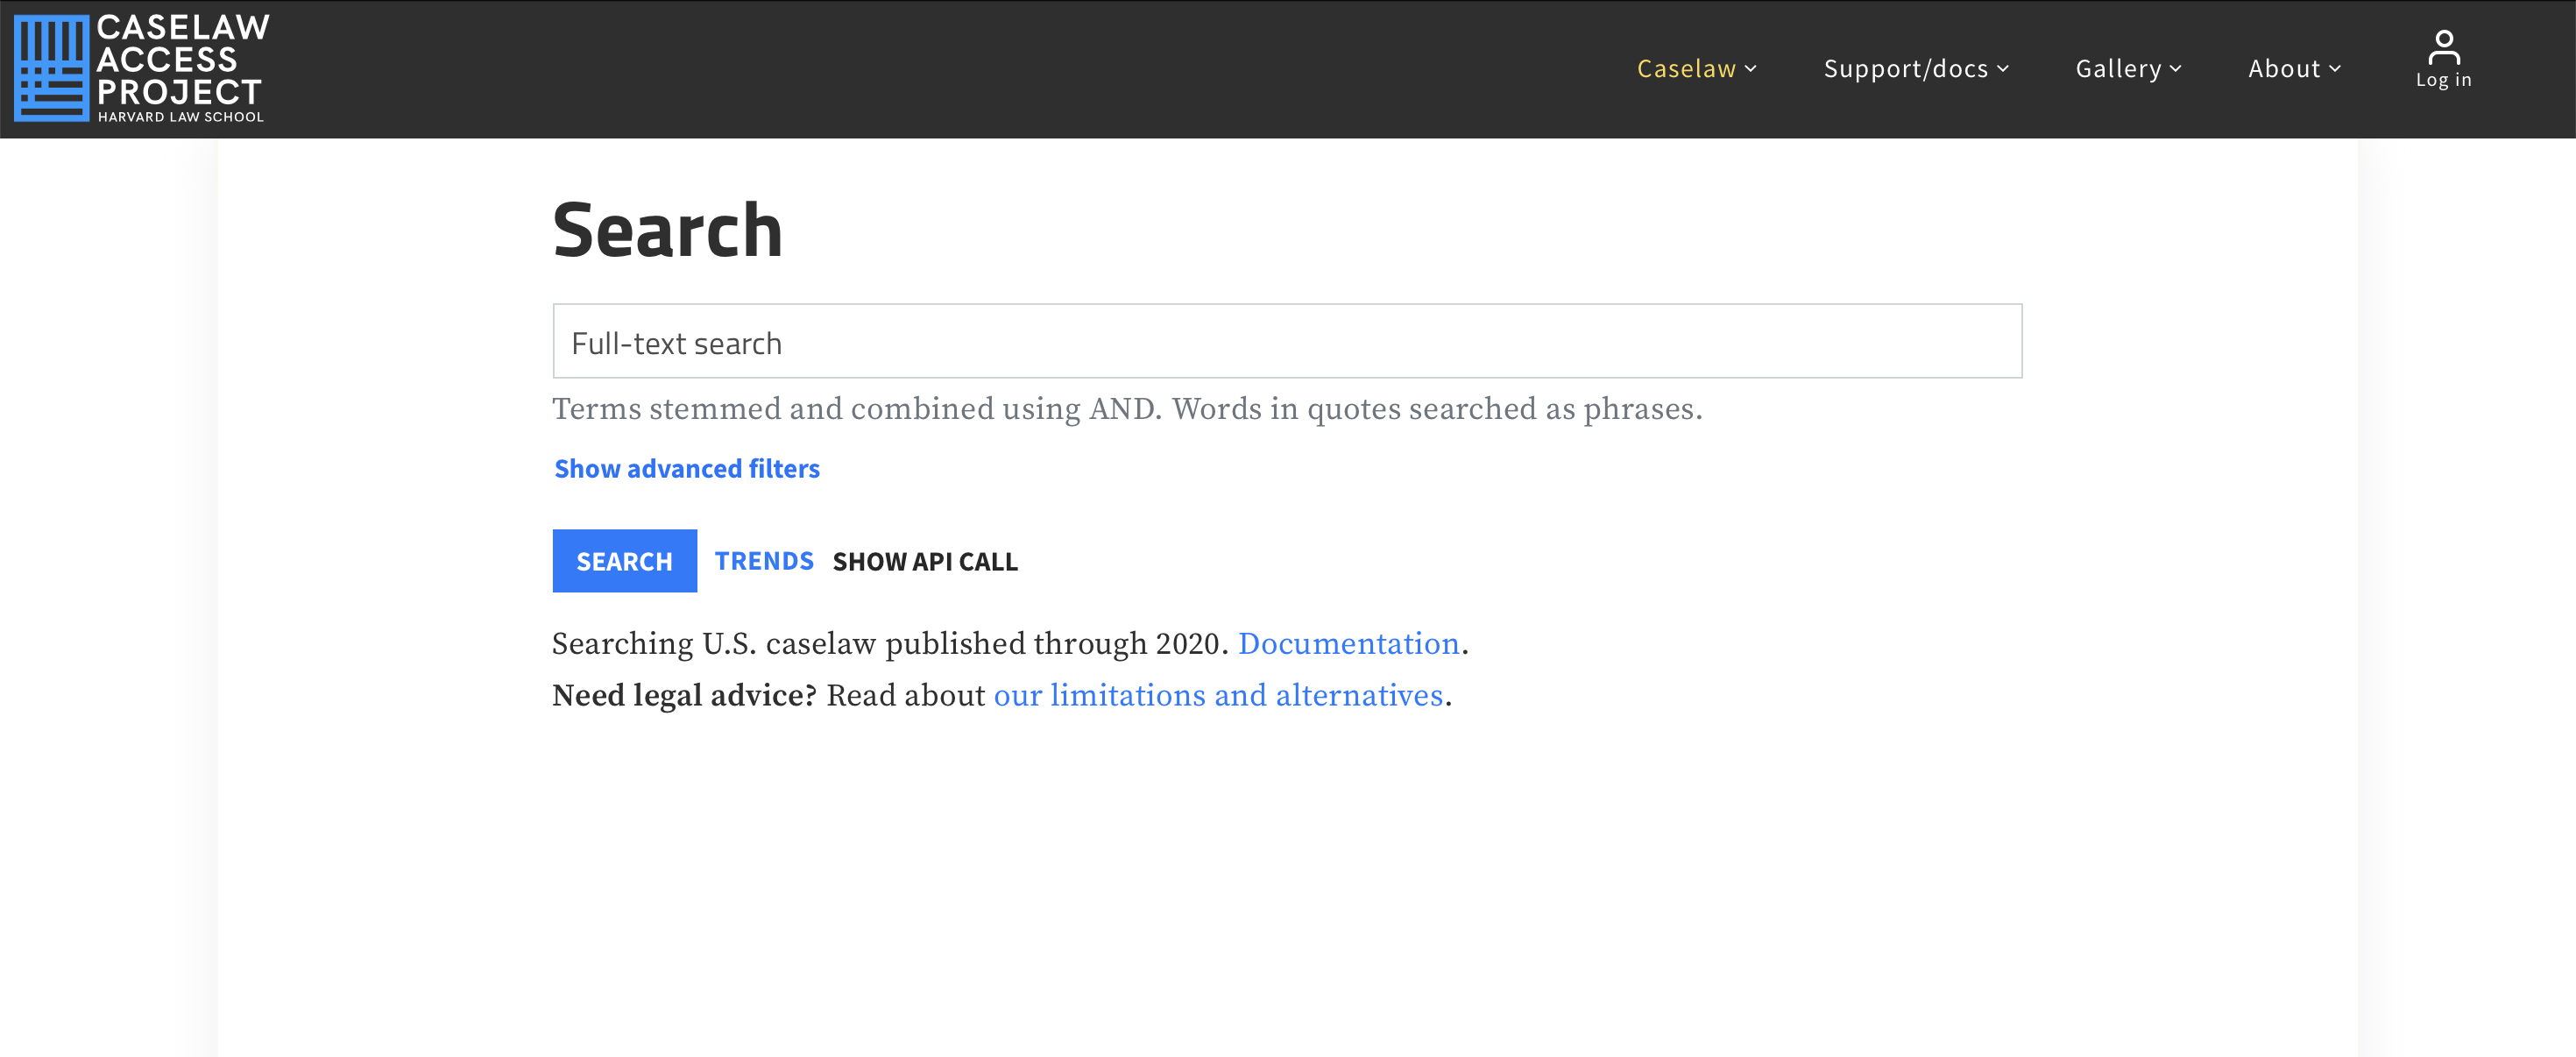 CASELAW
ACCESS
PROJECT
HARVARD LAW SCHOOL
Caselaw
Support/docs
Gallery
About
Log in
Search
Full-text search
Terms stemmed and combined using AND. Words in quotes searched as phrases.
Show advanced filters
SEARCH TRENDS SHOW API CALL
Searching U.S. caselaw published through 2020. Documentation.
Need legal advice? Read about our limitations and alternatives.